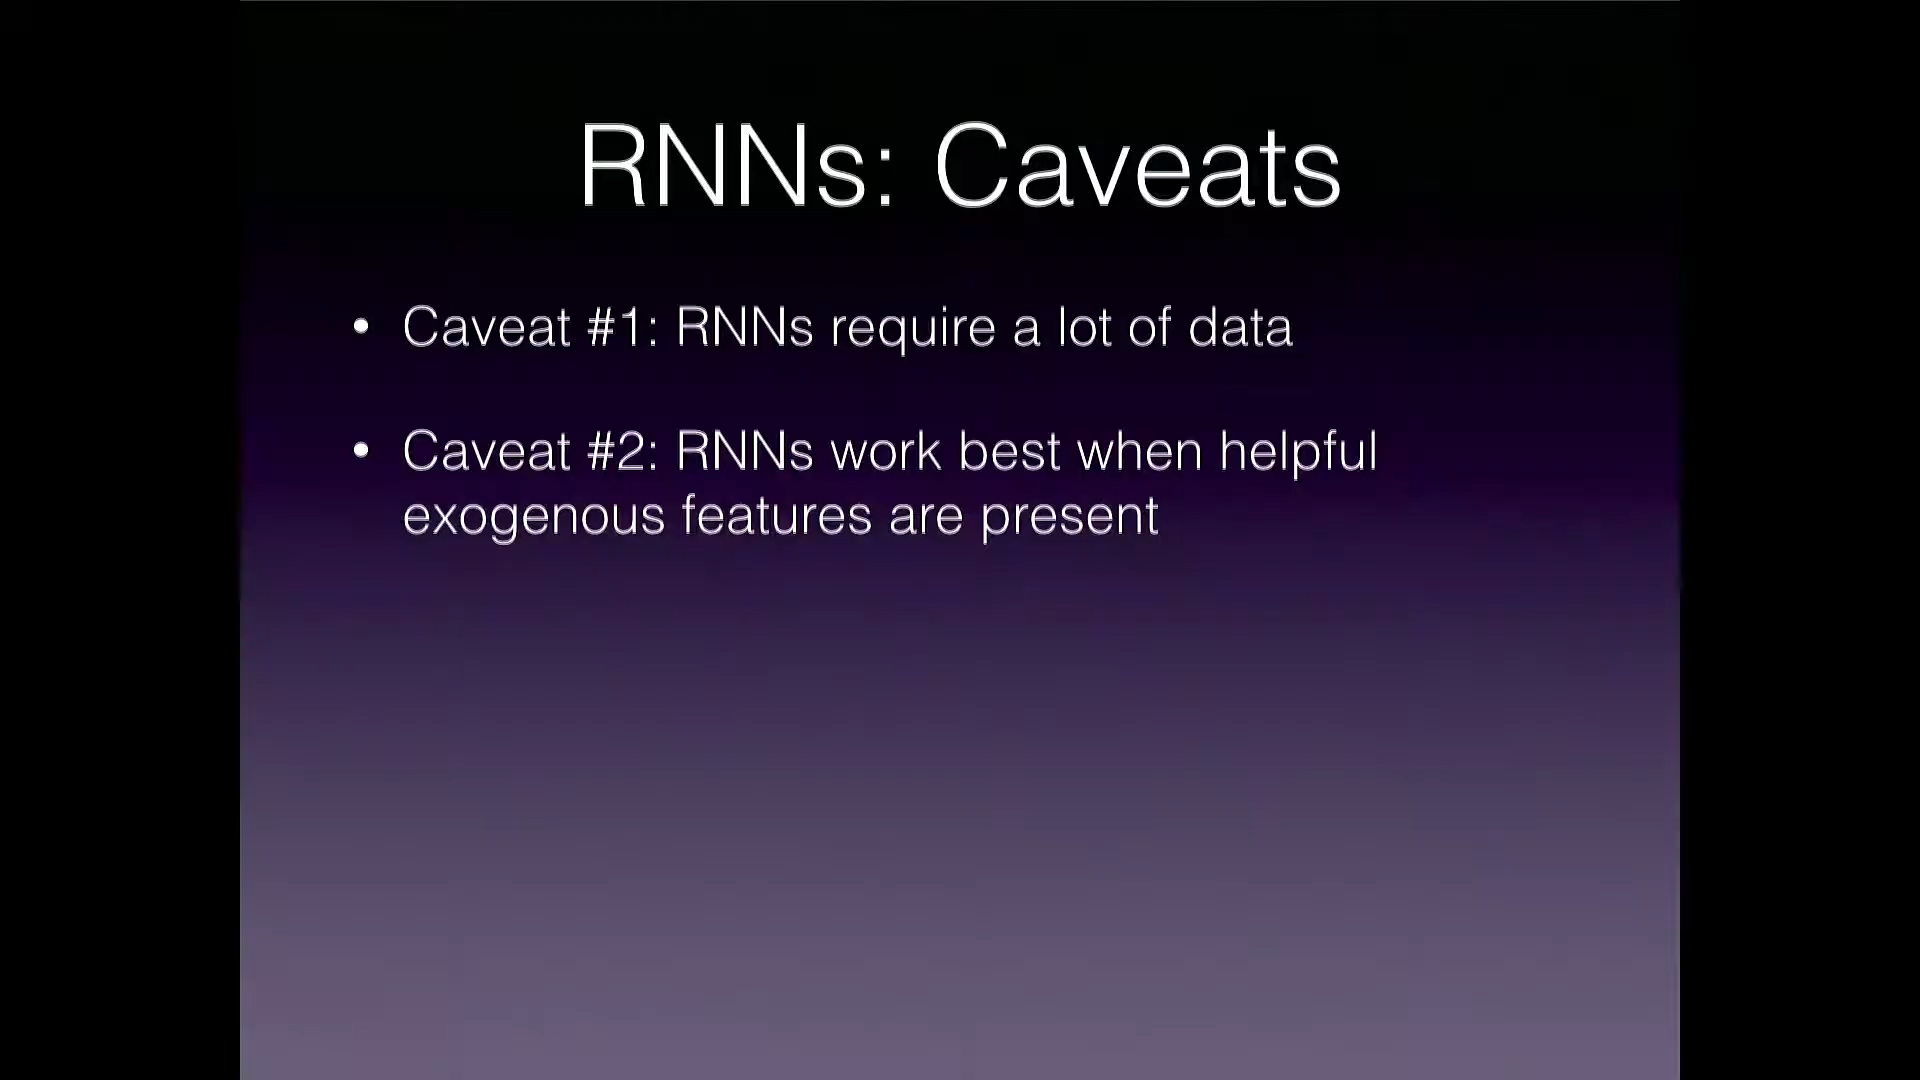 RNNs: Caveats
• Caveat #1: RNNs require a lot of data
• Caveat #2: RNNs work best when helpful
exogenous features are present